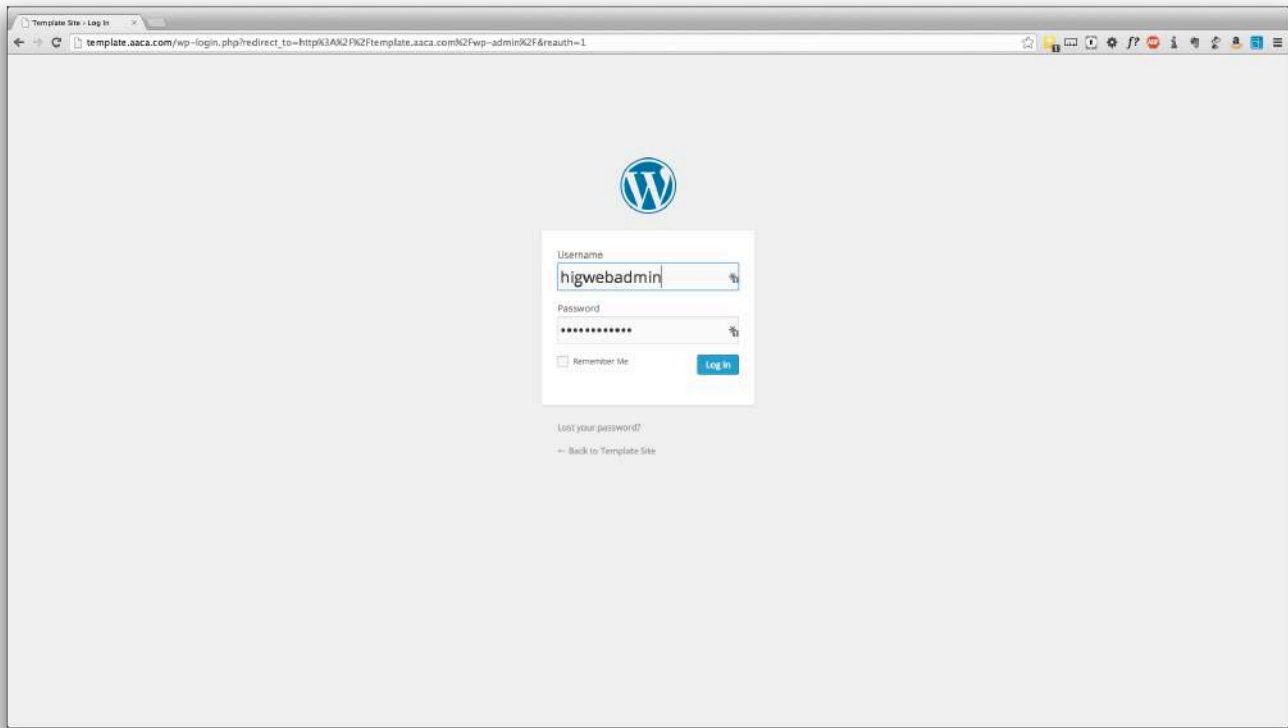 Template Site › Log In
template.aaca.com/wp-login.php?redirect_to=http%3A%2F%2Ftemplate.aaca.com%2Fwp-admin%2F&reauth=1
Username
higwebadmin
Password
••••••••••••
Remember Me
Log In
Lost your password?
← Back to Template Site